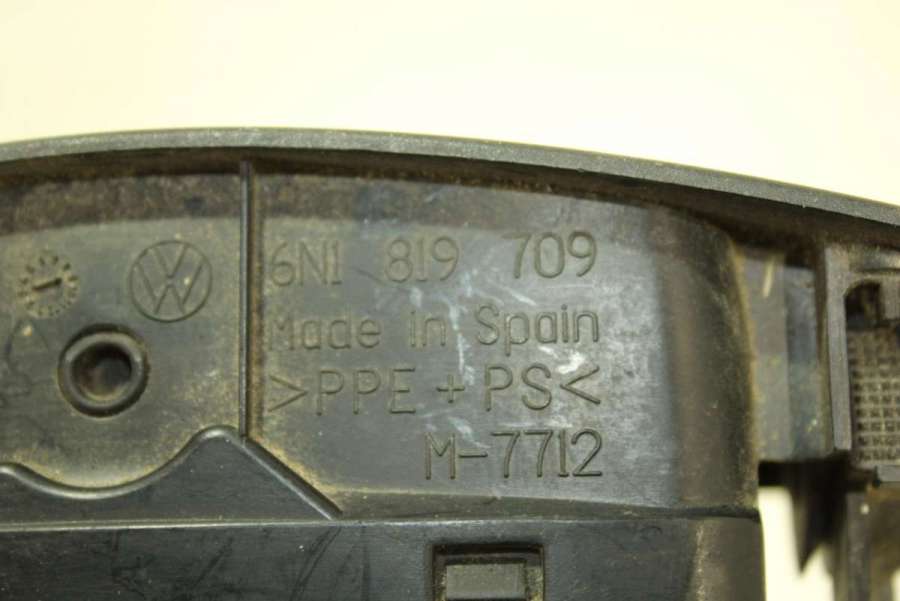 6N1 819 709
Made in Spain
>PPE + PS<
M-7712